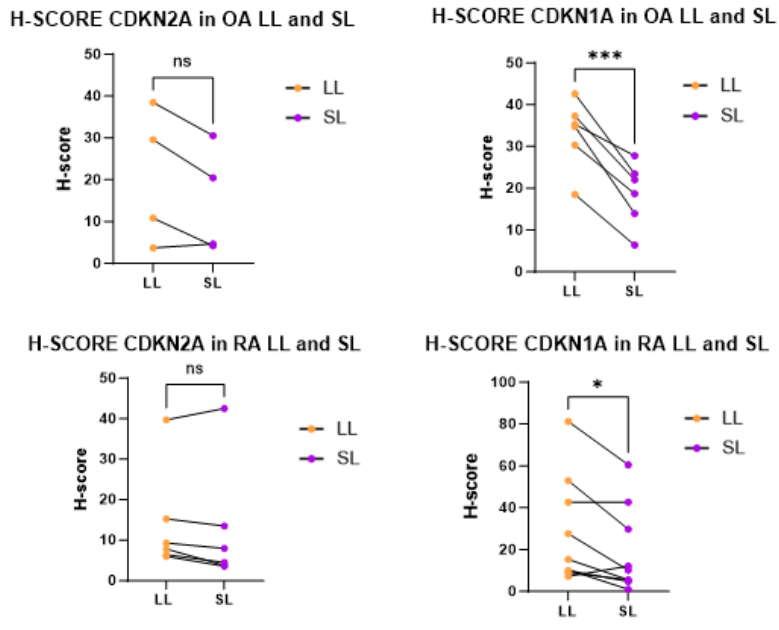 H-SCORE CDKN2A in OA LL and SL
50
40
30
20
10
0
H-score
ns
LL
SL
LL
SL
H-SCORE CDKN1A in OA LL and SL
50
40
30
20
10
0
H-score
***
LL
SL
LL
SL
H-SCORE CDKN2A in RA LL and SL
50
40
30
20
10
0
H-score
ns
LL
SL
LL
SL
H-SCORE CDKN1A in RA LL and SL
100
80
60
40
20
0
H-score
*
LL
SL
LL
SL